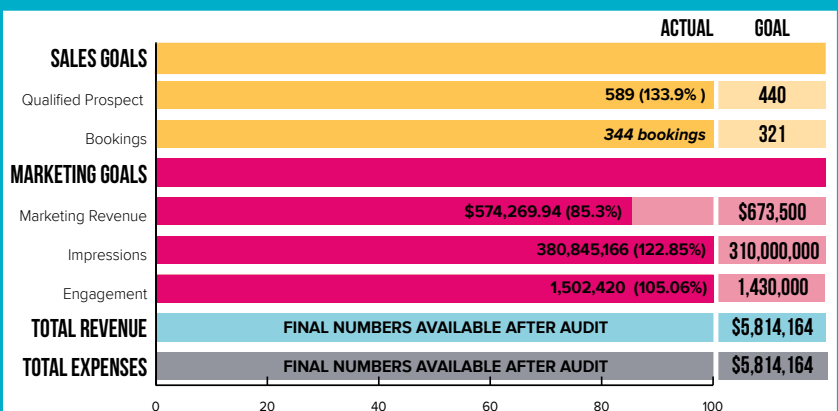 ACTUAL GOAL
SALES GOALS
Qualified Prospect 589 (133.9% ) 440
Bookings 344 bookings 321
MARKETING GOALS
Marketing Revenue $574,269.94 (85.3%) $673,500
Impressions 380,845,166 (122.85%) 310,000,000
Engagement 1,502,420 (105.06%) 1,430,000
TOTAL REVENUE FINAL NUMBERS AVAILABLE AFTER AUDIT $5,814,164
TOTAL EXPENSES FINAL NUMBERS AVAILABLE AFTER AUDIT $5,814,164
0 20 40 60 80 100